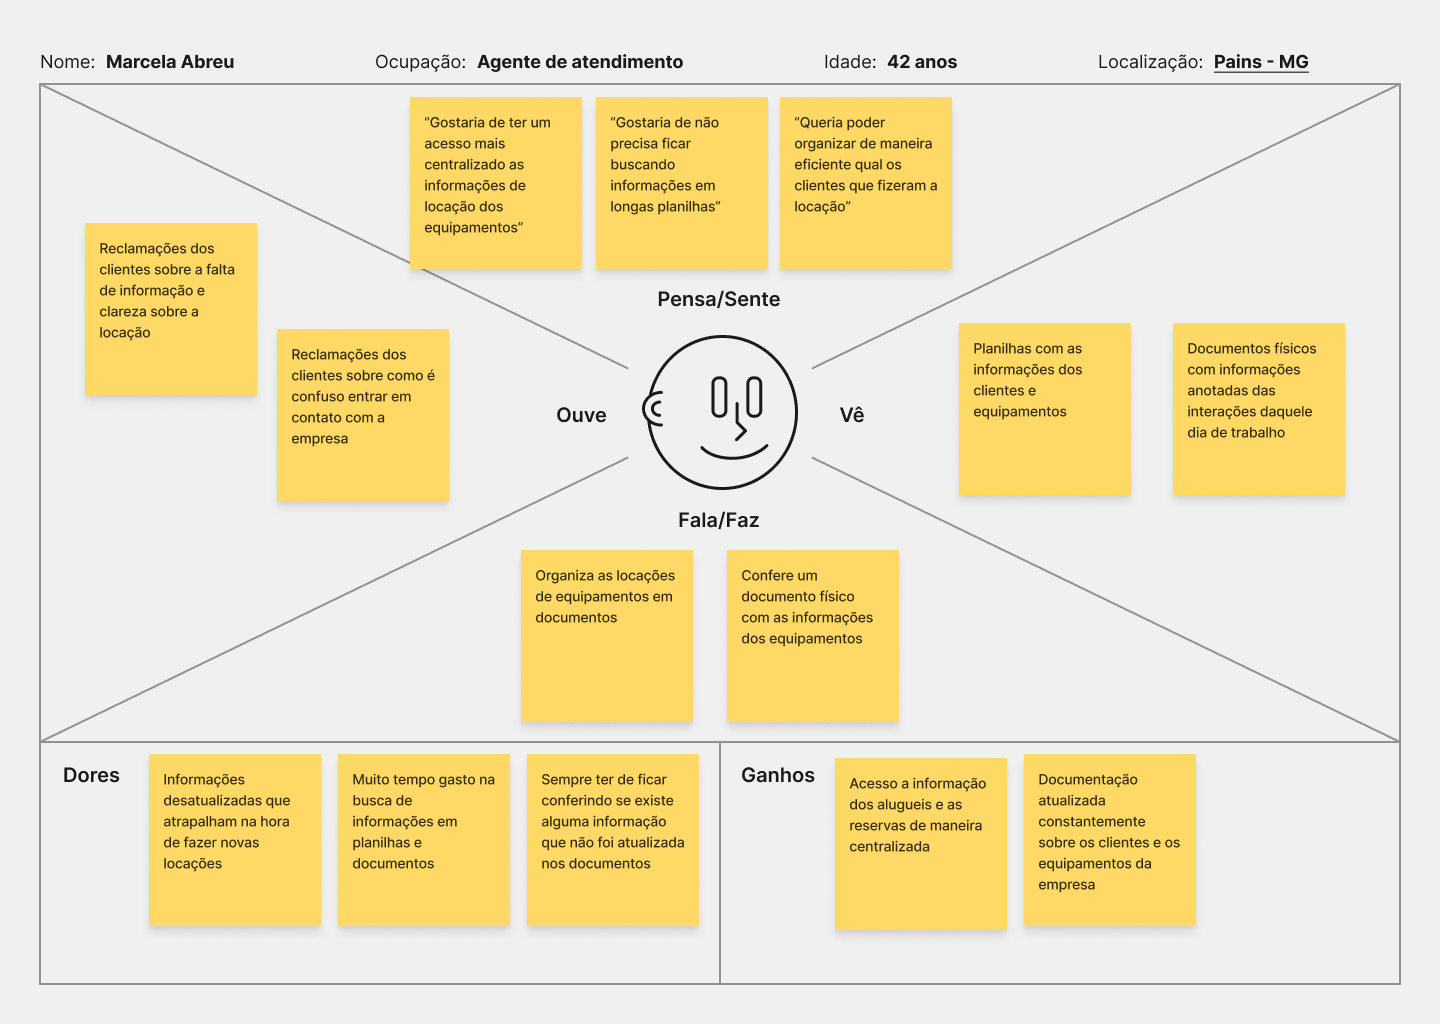 Nome: Marcela Abreu
Ocupação: Agente de atendimento
Idade: 42 anos
Localização: Pains - MG
“Gostaria de ter um
acesso mais
centralizado as
informações de
locação dos
equipamentos”
“Gostaria de não
precisa ficar
buscando
informações em
longas planilhas”
“Queria poder
organizar de maneira
eficiente qual os
clientes que fizeram a
locação”
Pensa/Sente
Reclamações dos
clientes sobre a falta
de informação e
clareza sobre a
locação
Reclamações dos
clientes sobre como é
confuso entrar em
contato com a
empresa
Ouve
Vê
Planilhas com as
informações dos
clientes e
equipamentos
Documentos físicos
com informações
anotadas das
interações daquele
dia de trabalho
Fala/Faz
Organiza as locações
de equipamentos em
documentos
Confere um
documento físico
com as informações
dos equipamentos
Dores
Informações
desatualizadas que
atrapalham na hora
de fazer novas
locações
Muito tempo gasto na
busca de
informações em
planilhas e
documentos
Sempre ter de ficar
conferindo se existe
alguma informação
que não foi atualizada
nos documentos
Ganhos
Acesso a informação
dos alugueis e as
reservas de maneira
centralizada
Documentação
atualizada
constantemente
sobre os clientes e os
equipamentos da
empresa